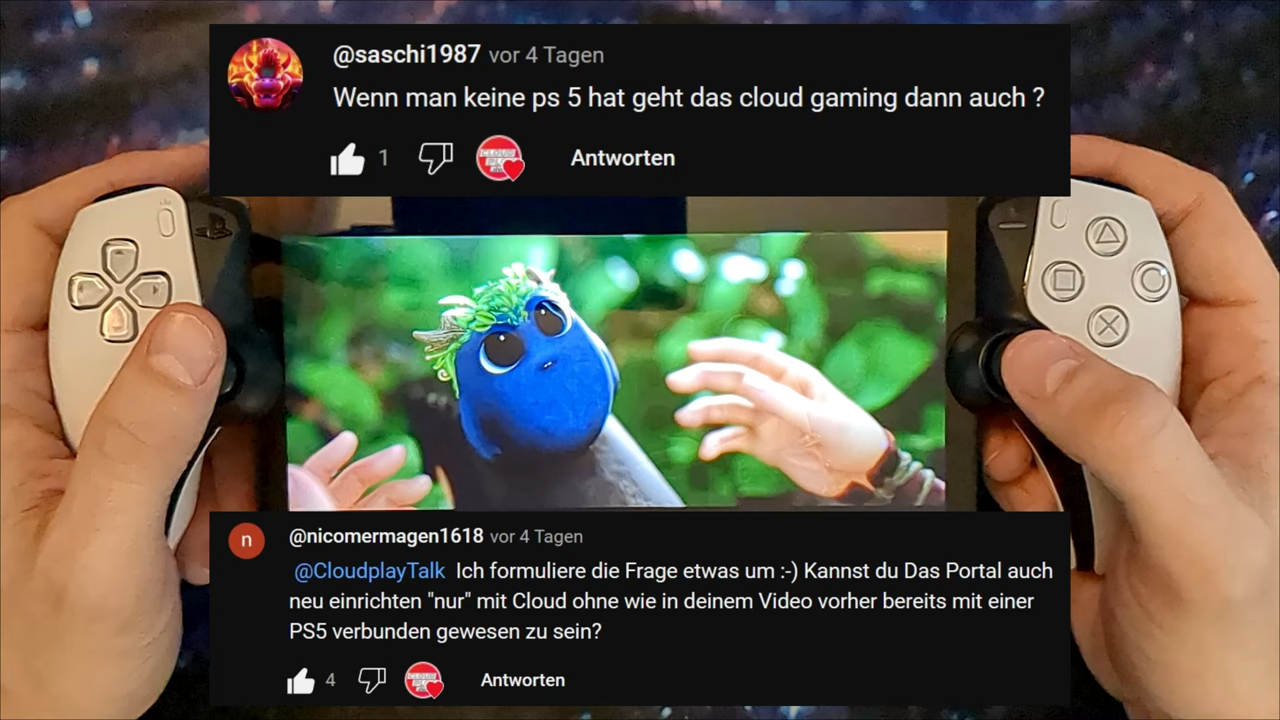 @saschi1987 vor 4 Tagen
Wenn man keine ps 5 hat geht das cloud gaming dann auch ?
1
Antworten
@nicomermagen1618 vor 4 Tagen
n
@CloudplayTalk Ich formuliere die Frage etwas um :-) Kannst du Das Portal auch
neu einrichten "nur" mit Cloud ohne wie in deinem Video vorher bereits mit einer
PS5 verbunden gewesen zu sein?
4
Antworten